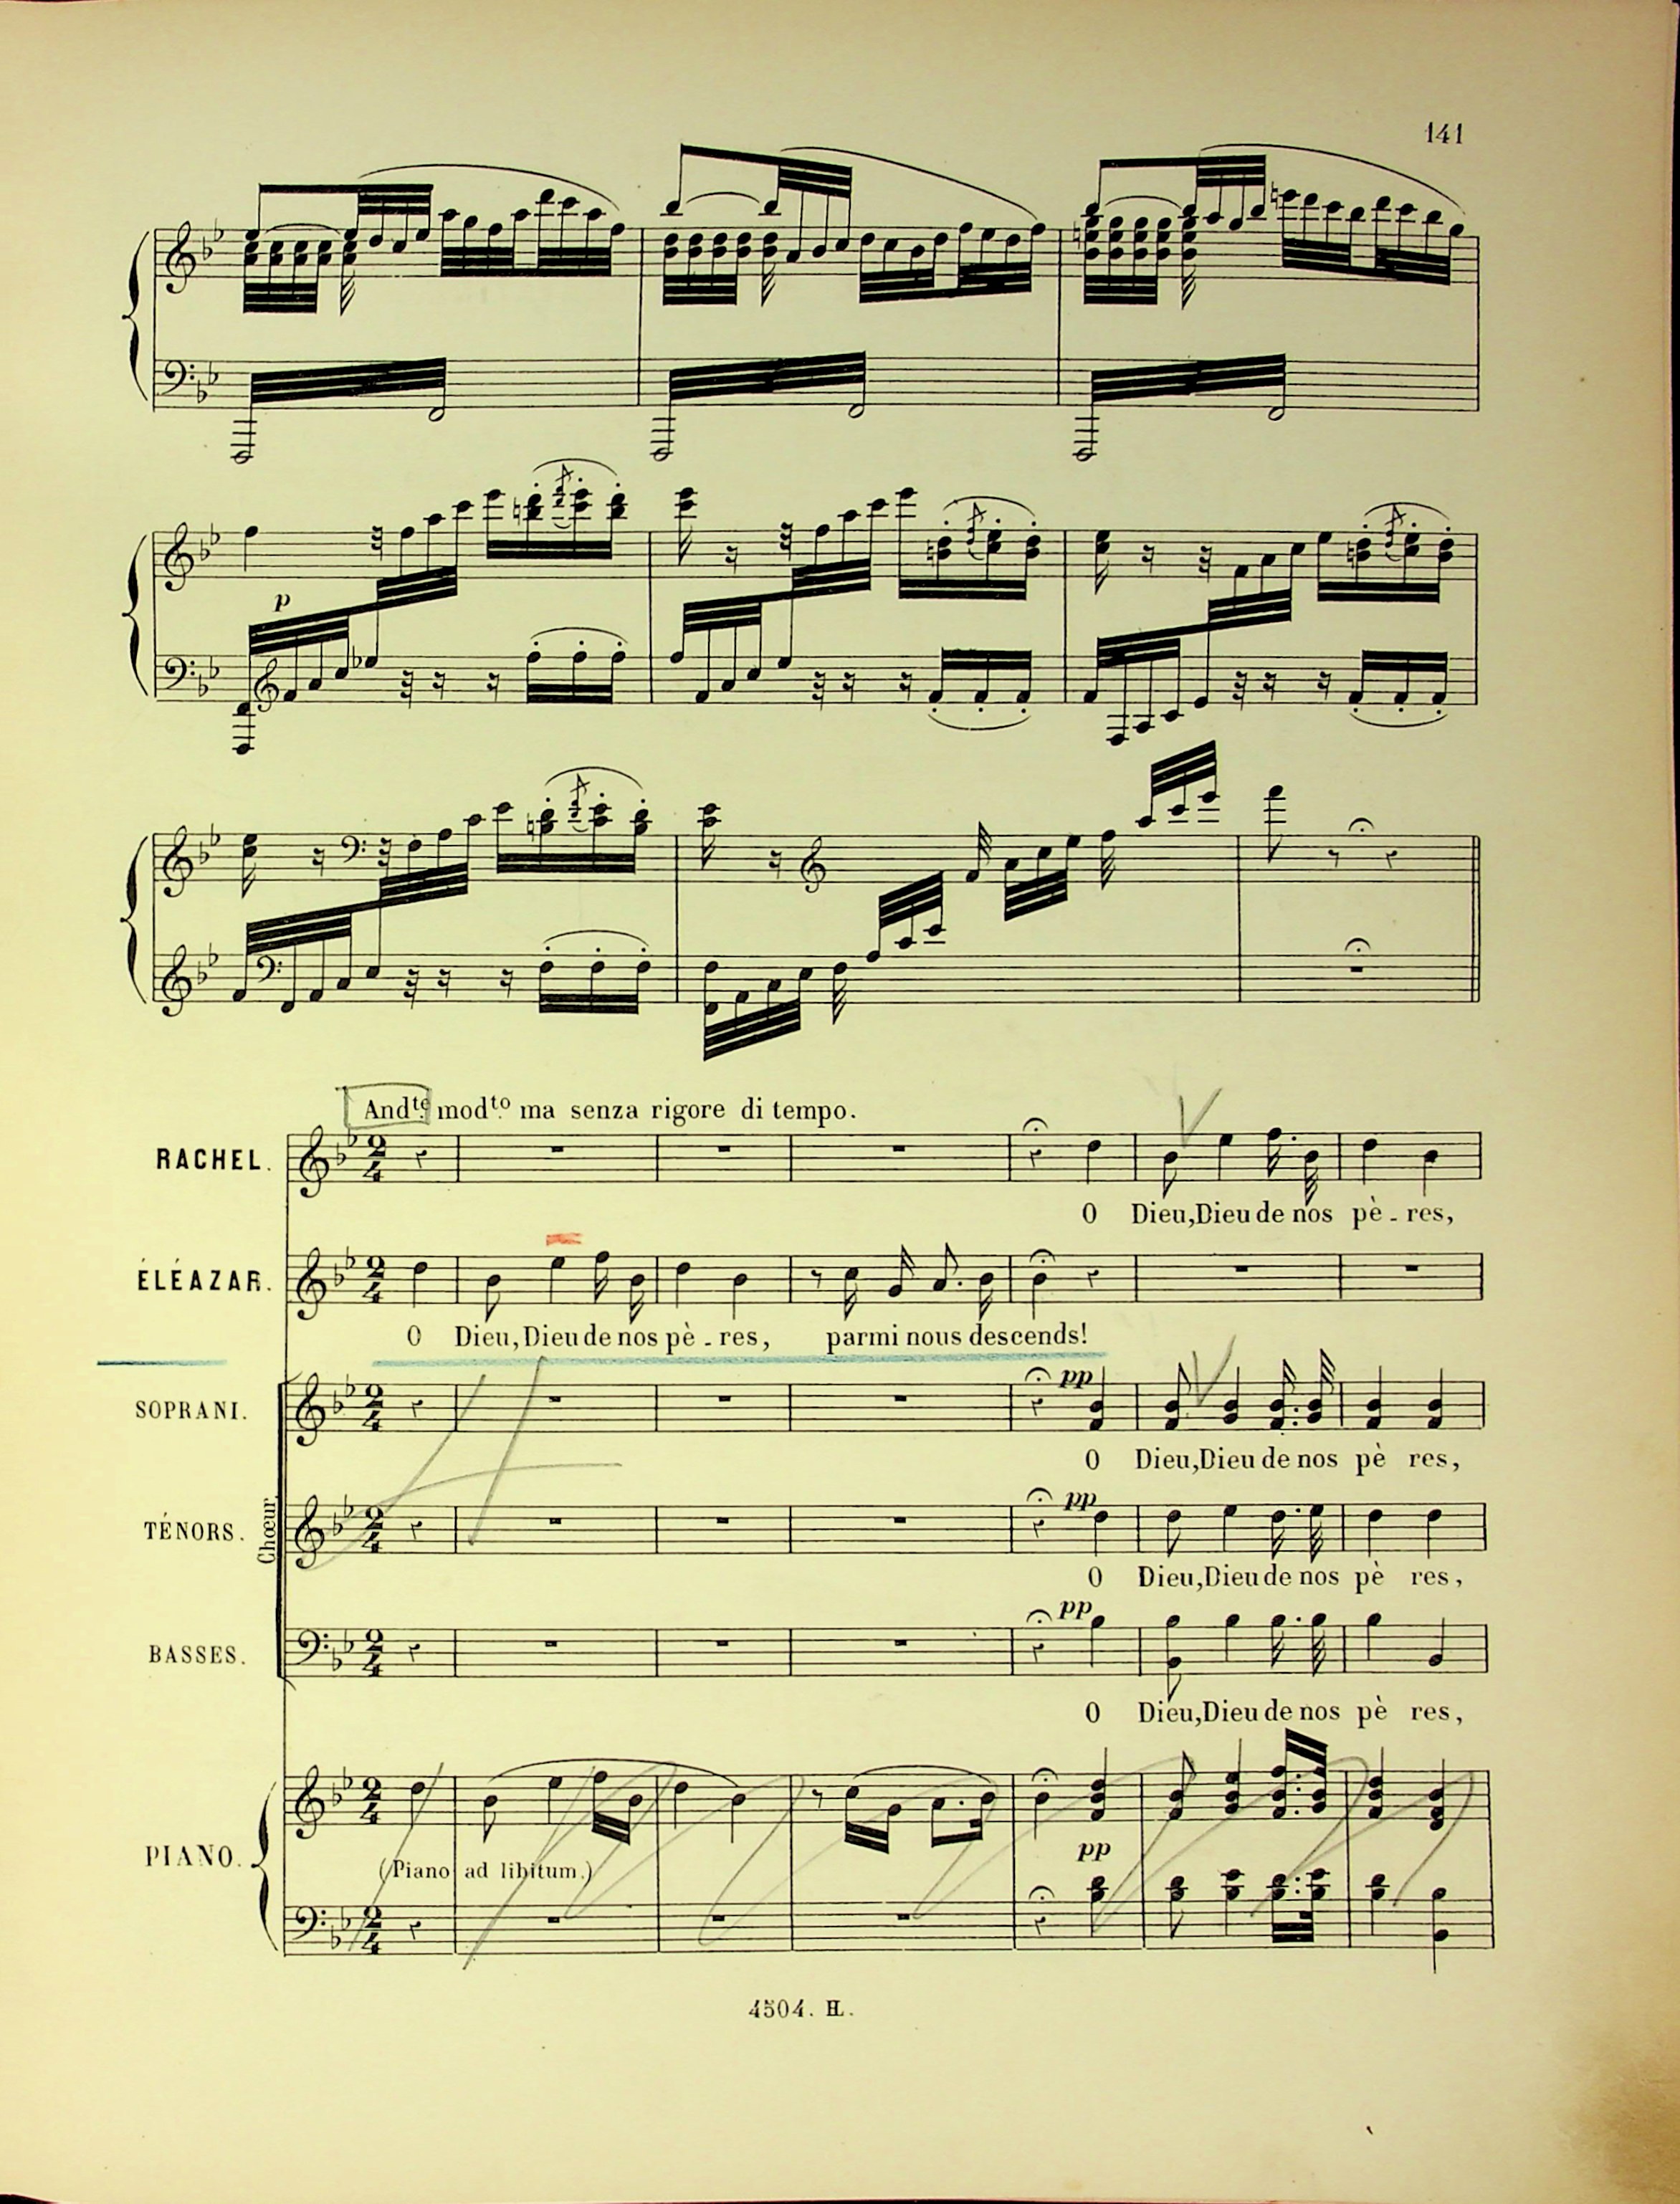 141
p
And.te mod.to ma senza rigore di tempo.
RACHEL.
O Dieu, Dieu de nos pè - res,
ÉLÉAZAR.
O Dieu, Dieu de nos pè - res, parmi nous descends!
Chœur.
SOPRANI.
pp
O Dieu, Dieu de nos pè res,
TÉNORS.
pp
O Dieu, Dieu de nos pè res,
BASSES.
pp
O Dieu, Dieu de nos pè res,
PIANO.
(Piano ad libitum.)
pp
4504. H.